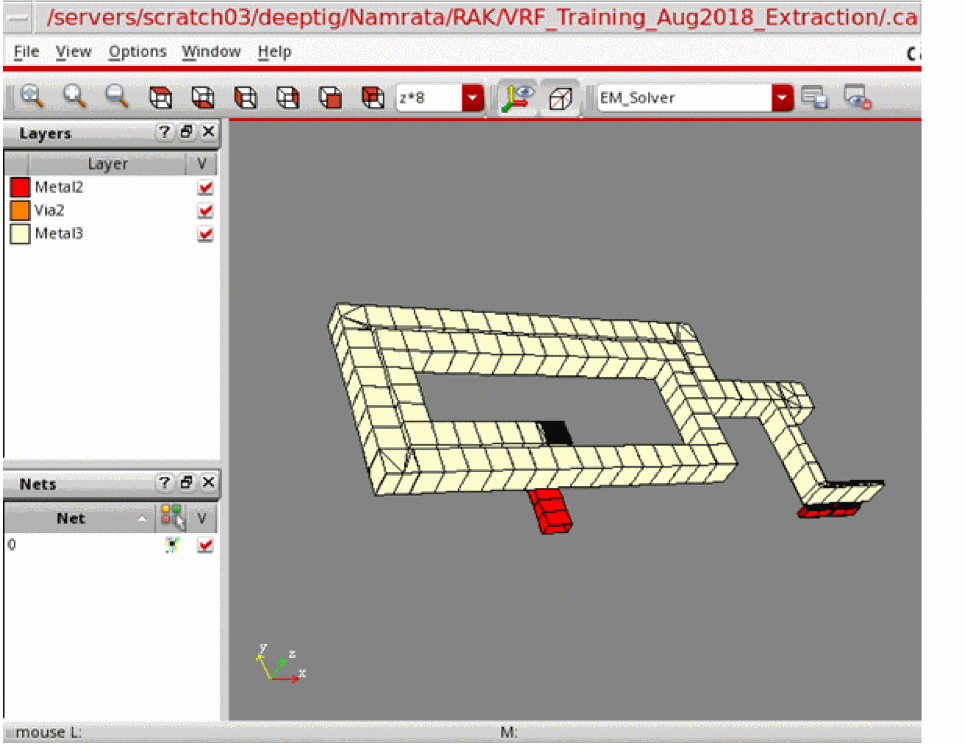 /servers/scratch03/deeptig/Namrata/RAK/VRF_Training_Aug2018_Extraction/.ca
File View Options Window Help
z*8 EM_Solver
Layers
Layer V
Metal2
Via2
Metal3
Nets
Net V
0
y z x
mouse L: M: